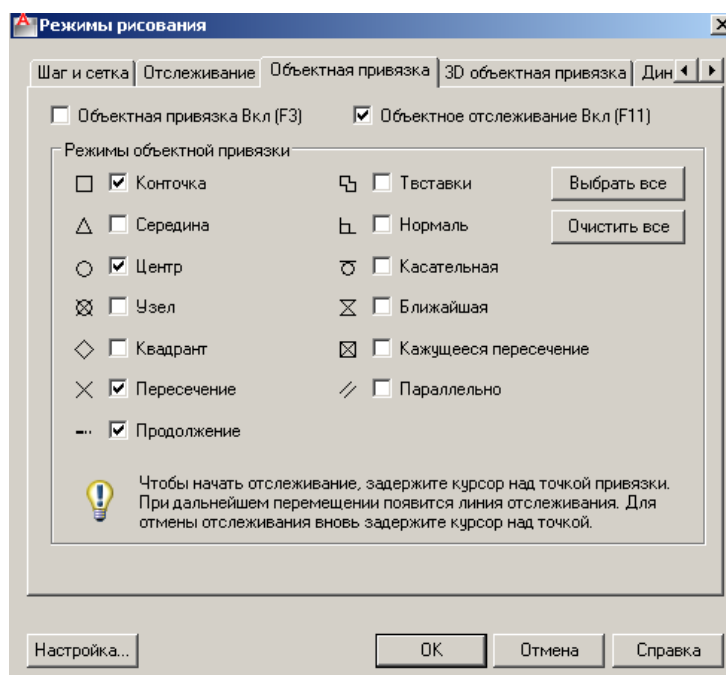 Режимы рисования
Шаг и сетка Отслеживание Объектная привязка 3D объектная привязка Дин
Объектная привязка Вкл (F3) Объектное отслеживание Вкл (F11)
Режимы объектной привязки
Конточка Твставки Выбрать все
Середина Нормаль Очистить все
Центр Касательная
Узел Ближайшая
Квадрант Кажущееся пересечение
Пересечение Параллельно
Продолжение
Чтобы начать отслеживание, задержите курсор над точкой привязки.
При дальнейшем перемещении появится линия отслеживания. Для
отмены отслеживания вновь задержите курсор над точкой.
Настройка... OK Отмена Справка